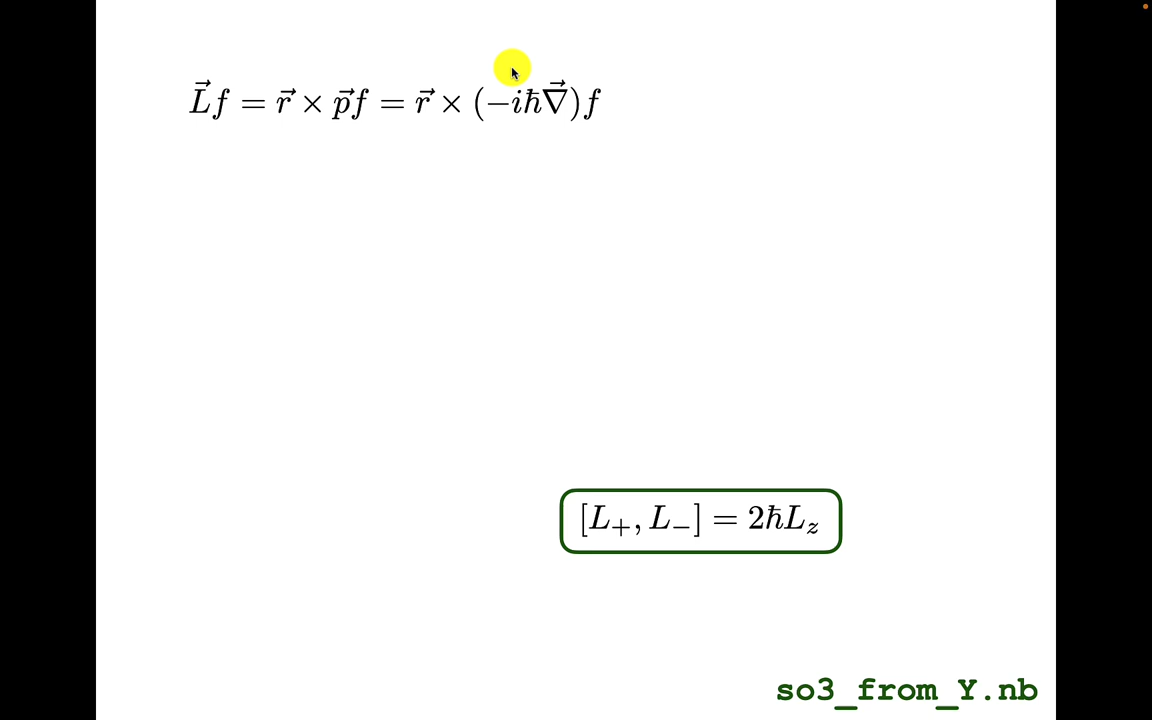 $\vec{L}f = \vec{r} \times \vec{p}f = \vec{r} \times (-i\hbar\vec{\nabla})f$
$[L_+, L_-] = 2\hbar L_z$
so3_from_Y.nb